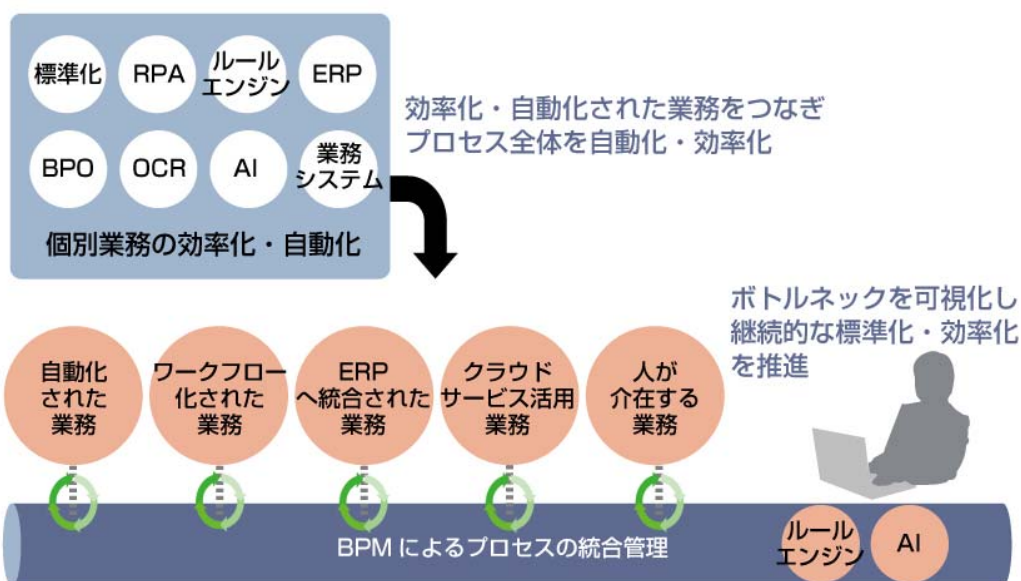 標準化
RPA
ルール
エンジン
ERP
BPO
OCR
AI
業務
システム
個別業務の効率化・自動化
効率化・自動化された業務をつなぎ
プロセス全体を自動化・効率化
ボトルネックを可視化し
継続的な標準化・効率化
を推進
自動化
された
業務
ワークフロー
化された
業務
ERP
へ統合された
業務
クラウド
サービス活用
業務
人が
介在する
業務
BPM によるプロセスの統合管理
ルール
エンジン
AI